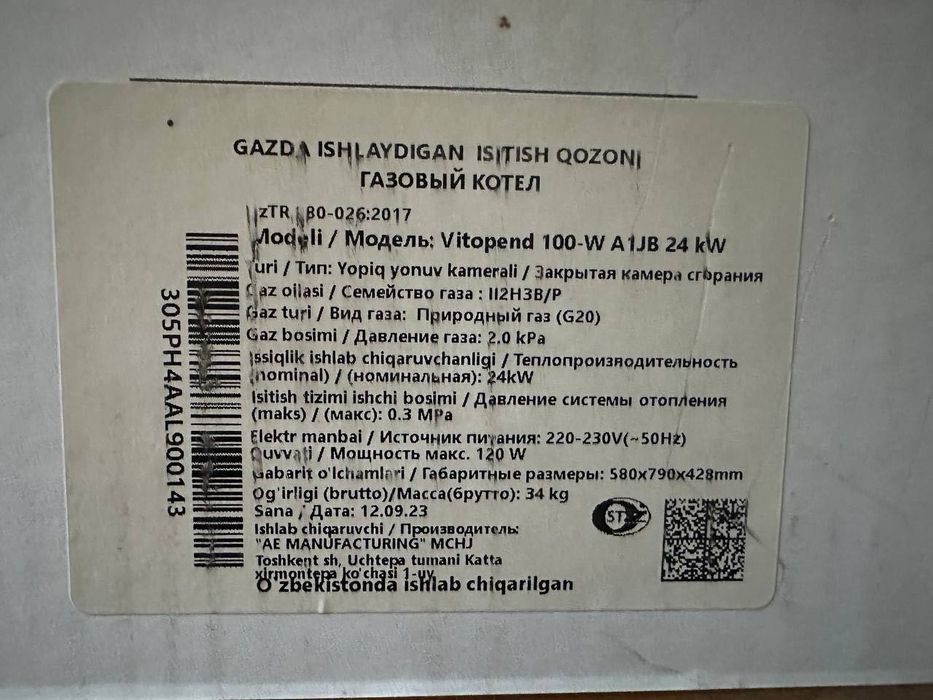 GAZDA ISHLAYDIGAN ISITISH QOZONI
ГАЗОВЫЙ КОТЕЛ
zTR 80-026:2017
Modeli / Модель: Vitopend 100-W A1JB 24 kW
Turi / Тип: Yopiq yonuv kamerali / Закрытая камера сгорания
Gaz oilasi / Семейство газа : II2H3B/P
Gaz turi / Вид газа: Природный газ (G20)
Gaz bosimi / Давление газа: 2.0 kPa
Issiqlik ishlab chiqaruvchanligi / Теплопроизводительность
(nominal) / (номинальная): 24kW
Isitish tizimi ishchi bosimi / Давление системы отопления
(maks) / (макс): 0.3 MPa
Elektr manbai / Источник питания: 220-230V(~50Hz)
Quvvati / Мощность макс. 120 W
Gabarit o'lchamlari / Габаритные размеры: 580x790x428mm
Og'irligi (brutto)/Масса(брутто): 34 kg
Sana / Дата: 12.09.23
Ishlab chiqaruvchi / Производитель:
"AE MANUFACTURING" MCHJ
Toshkent sh, Uchtepa tumani Katta
xirmontepa ko'chasi 1-uy
O'zbekistonda ishlab chiqarilgan
305PH4AAL900143